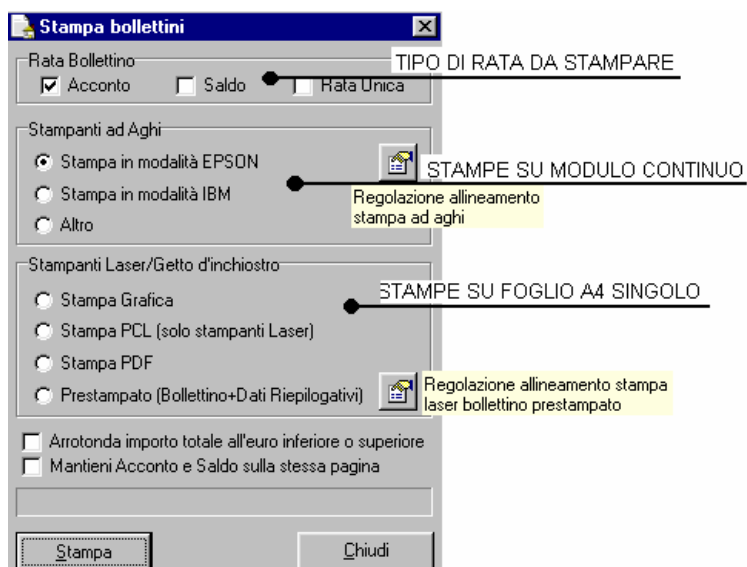 Stampa bollettini
Rata Bollettino
TIPO DI RATA DA STAMPARE
Acconto Saldo Rata Unica
Stampanti ad Aghi
Stampa in modalità EPSON
STAMPE SU MODULO CONTINUO
Stampa in modalità IBM
Regolazione allineamento
stampa ad aghi
Altro
Stampanti Laser/Getto d'inchiostro
STAMPE SU FOGLIO A4 SINGOLO
Stampa Grafica
Stampa PCL (solo stampanti Laser)
Stampa PDF
Prestampato (Bollettino+Dati Riepilogativi)
Regolazione allineamento stampa
laser bollettino prestampato
Arrotonda importo totale all'euro inferiore o superiore
Mantieni Acconto e Saldo sulla stessa pagina
Stampa Chiudi